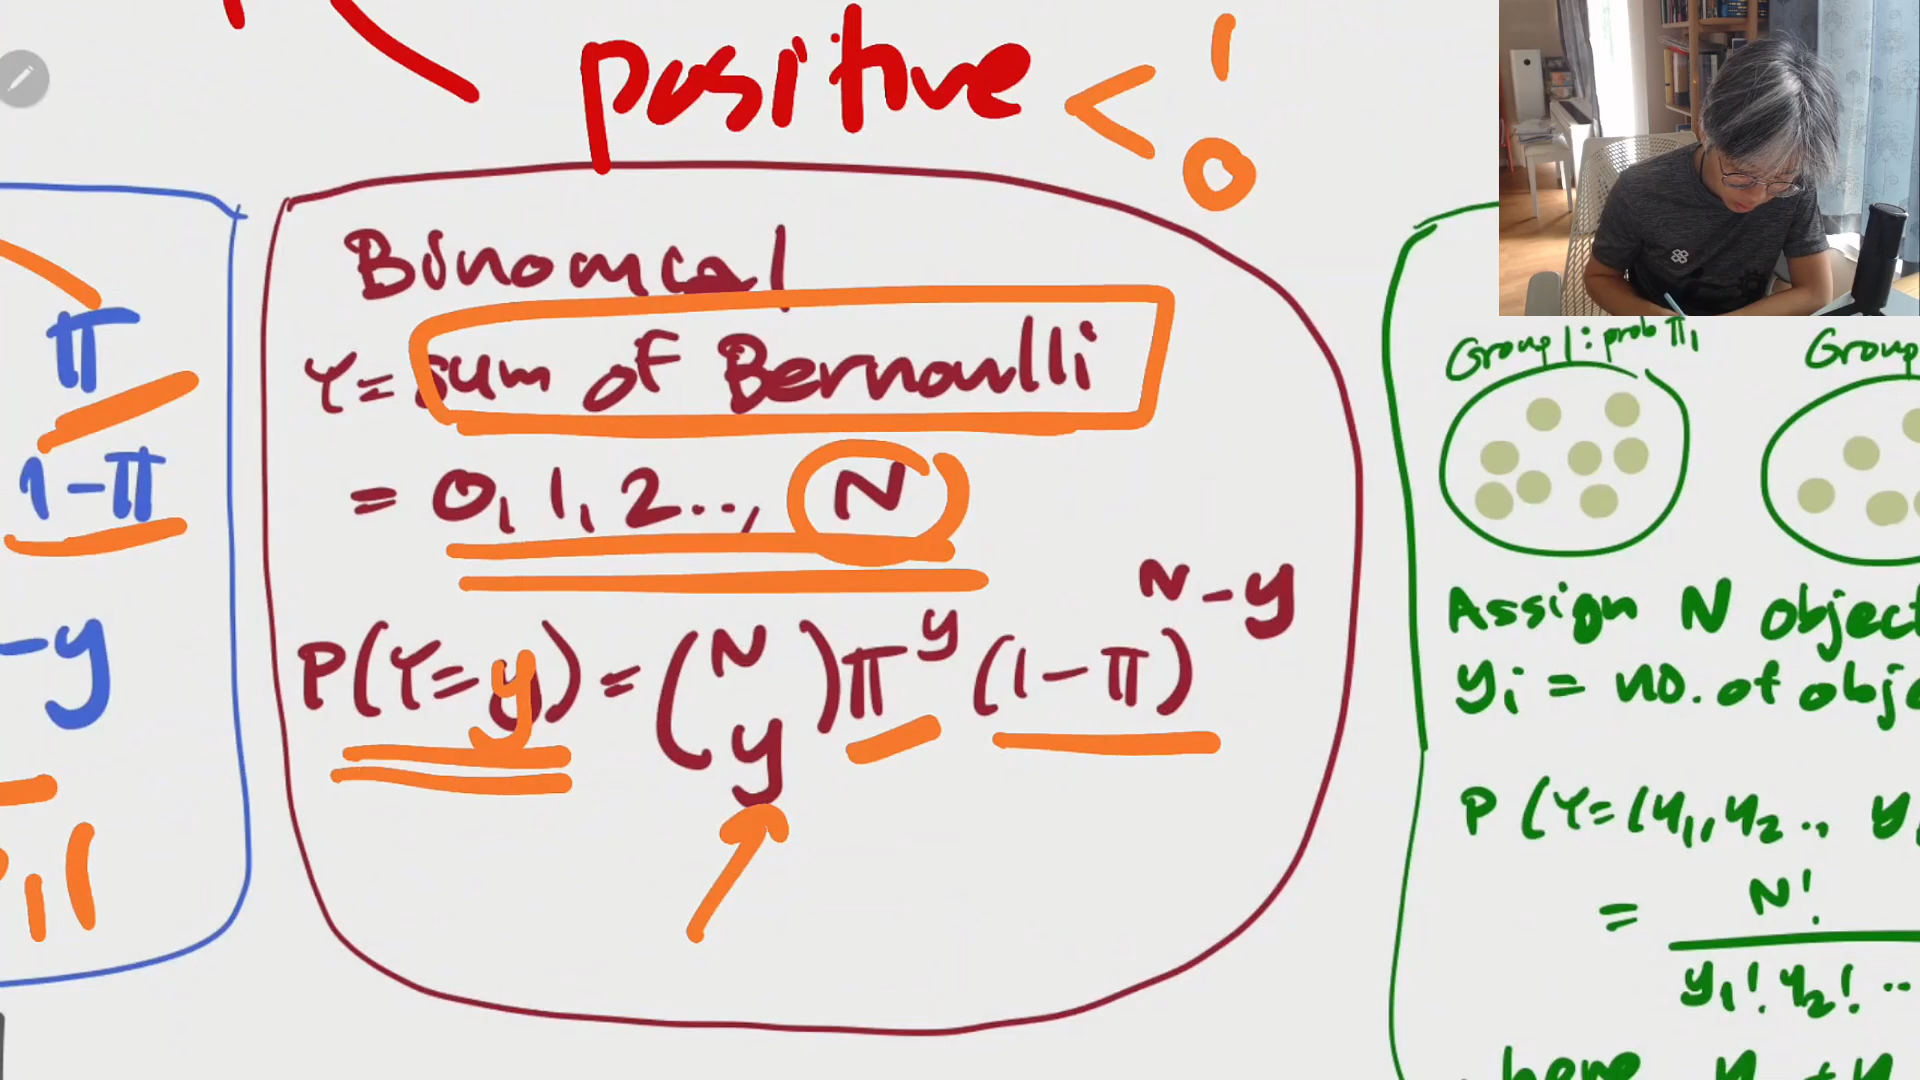 positive < 1
0
π
1-π
-y
Binomial
Y = sum of Bernoulli
= 0, 1, 2.., N
P(Y=y) = (N y) π^y (1-π)^N-y
Group 1: prob π1
Group
Assign N object
yi = no. of obje
P (Y=(y1, y2 .., y
= N!
y1! y2! ..